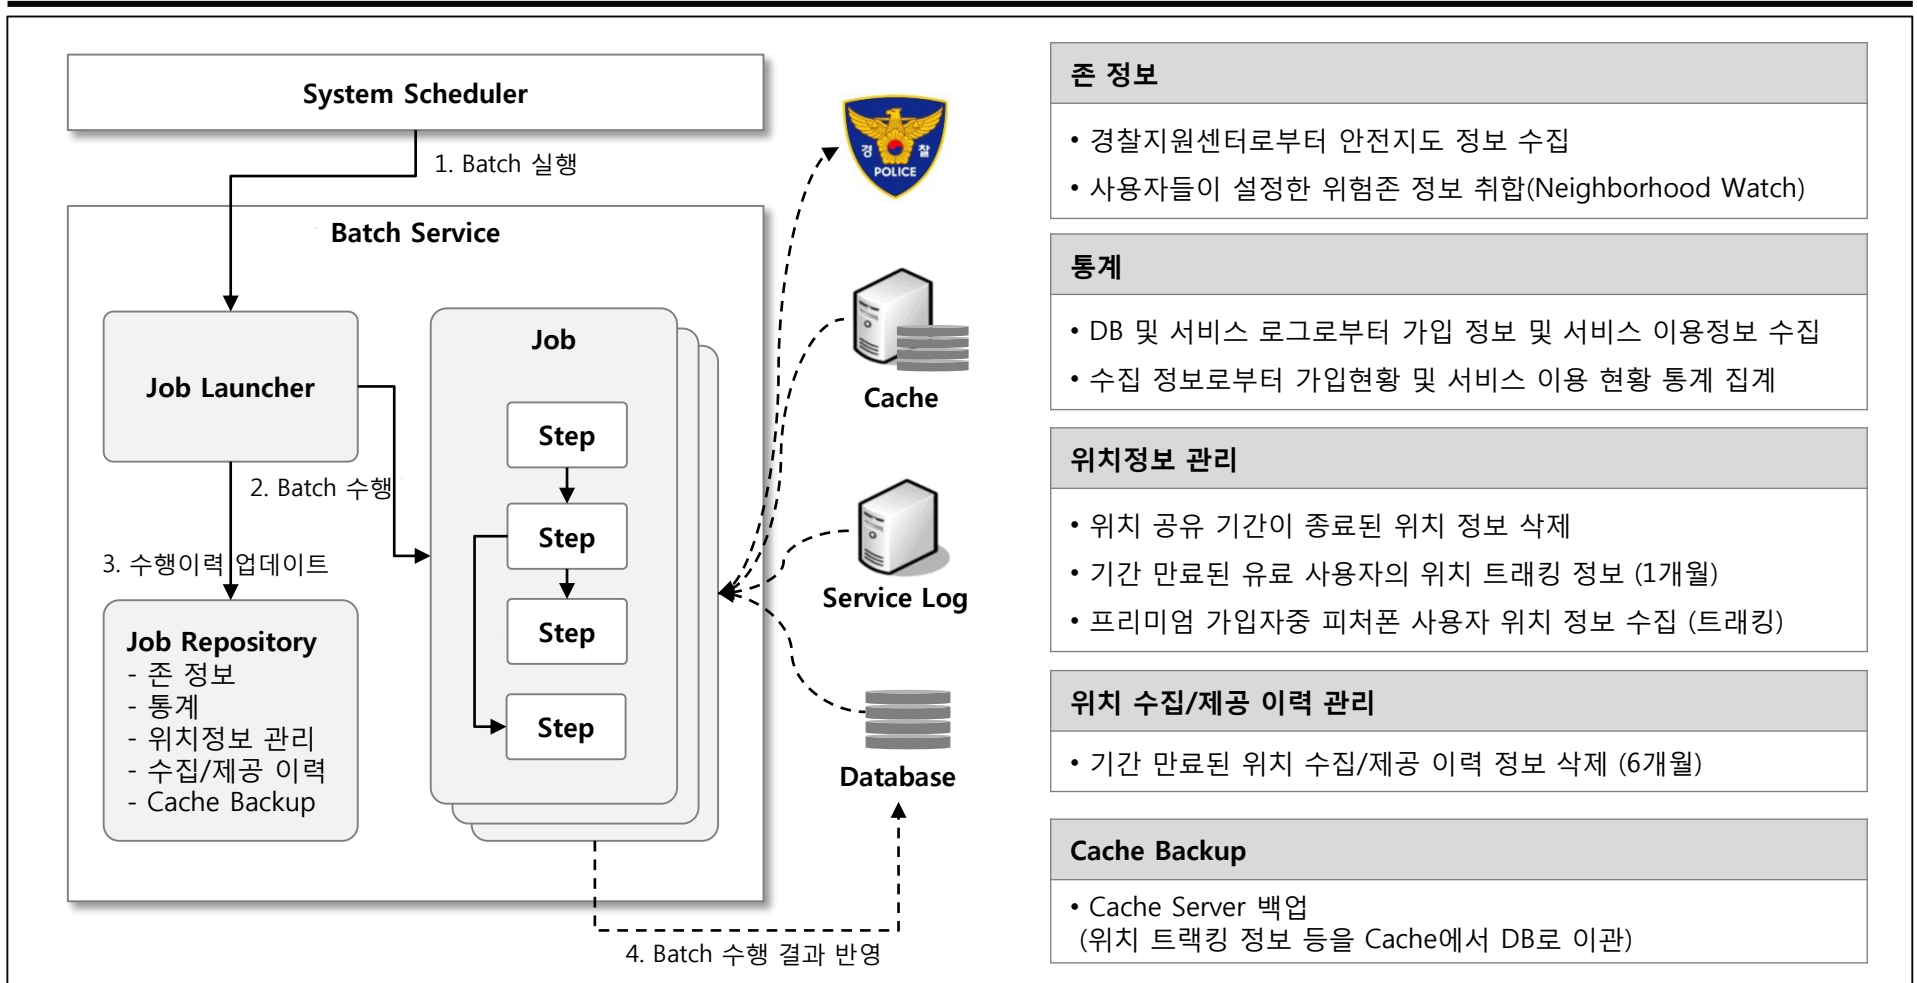 System Scheduler
1. Batch 실행
Batch Service
Job Launcher
2. Batch 수행
3. 수행이력 업데이트
Job Repository
- 존 정보
- 통계
- 위치정보 관리
- 수집/제공 이력
- Cache Backup
Job
Step
Step
Step
Step
4. Batch 수행 결과 반영
경 찰
POLICE
Cache
Service Log
Database
존 정보
• 경찰지원센터로부터 안전지도 정보 수집
• 사용자들이 설정한 위험존 정보 취합(Neighborhood Watch)
통계
• DB 및 서비스 로그로부터 가입 정보 및 서비스 이용정보 수집
• 수집 정보로부터 가입현황 및 서비스 이용 현황 통계 집계
위치정보 관리
• 위치 공유 기간이 종료된 위치 정보 삭제
• 기간 만료된 유료 사용자의 위치 트래킹 정보 (1개월)
• 프리미엄 가입자중 피처폰 사용자 위치 정보 수집 (트래킹)
위치 수집/제공 이력 관리
• 기간 만료된 위치 수집/제공 이력 정보 삭제 (6개월)
Cache Backup
• Cache Server 백업
(위치 트랙킹 정보 등을 Cache에서 DB로 이관)